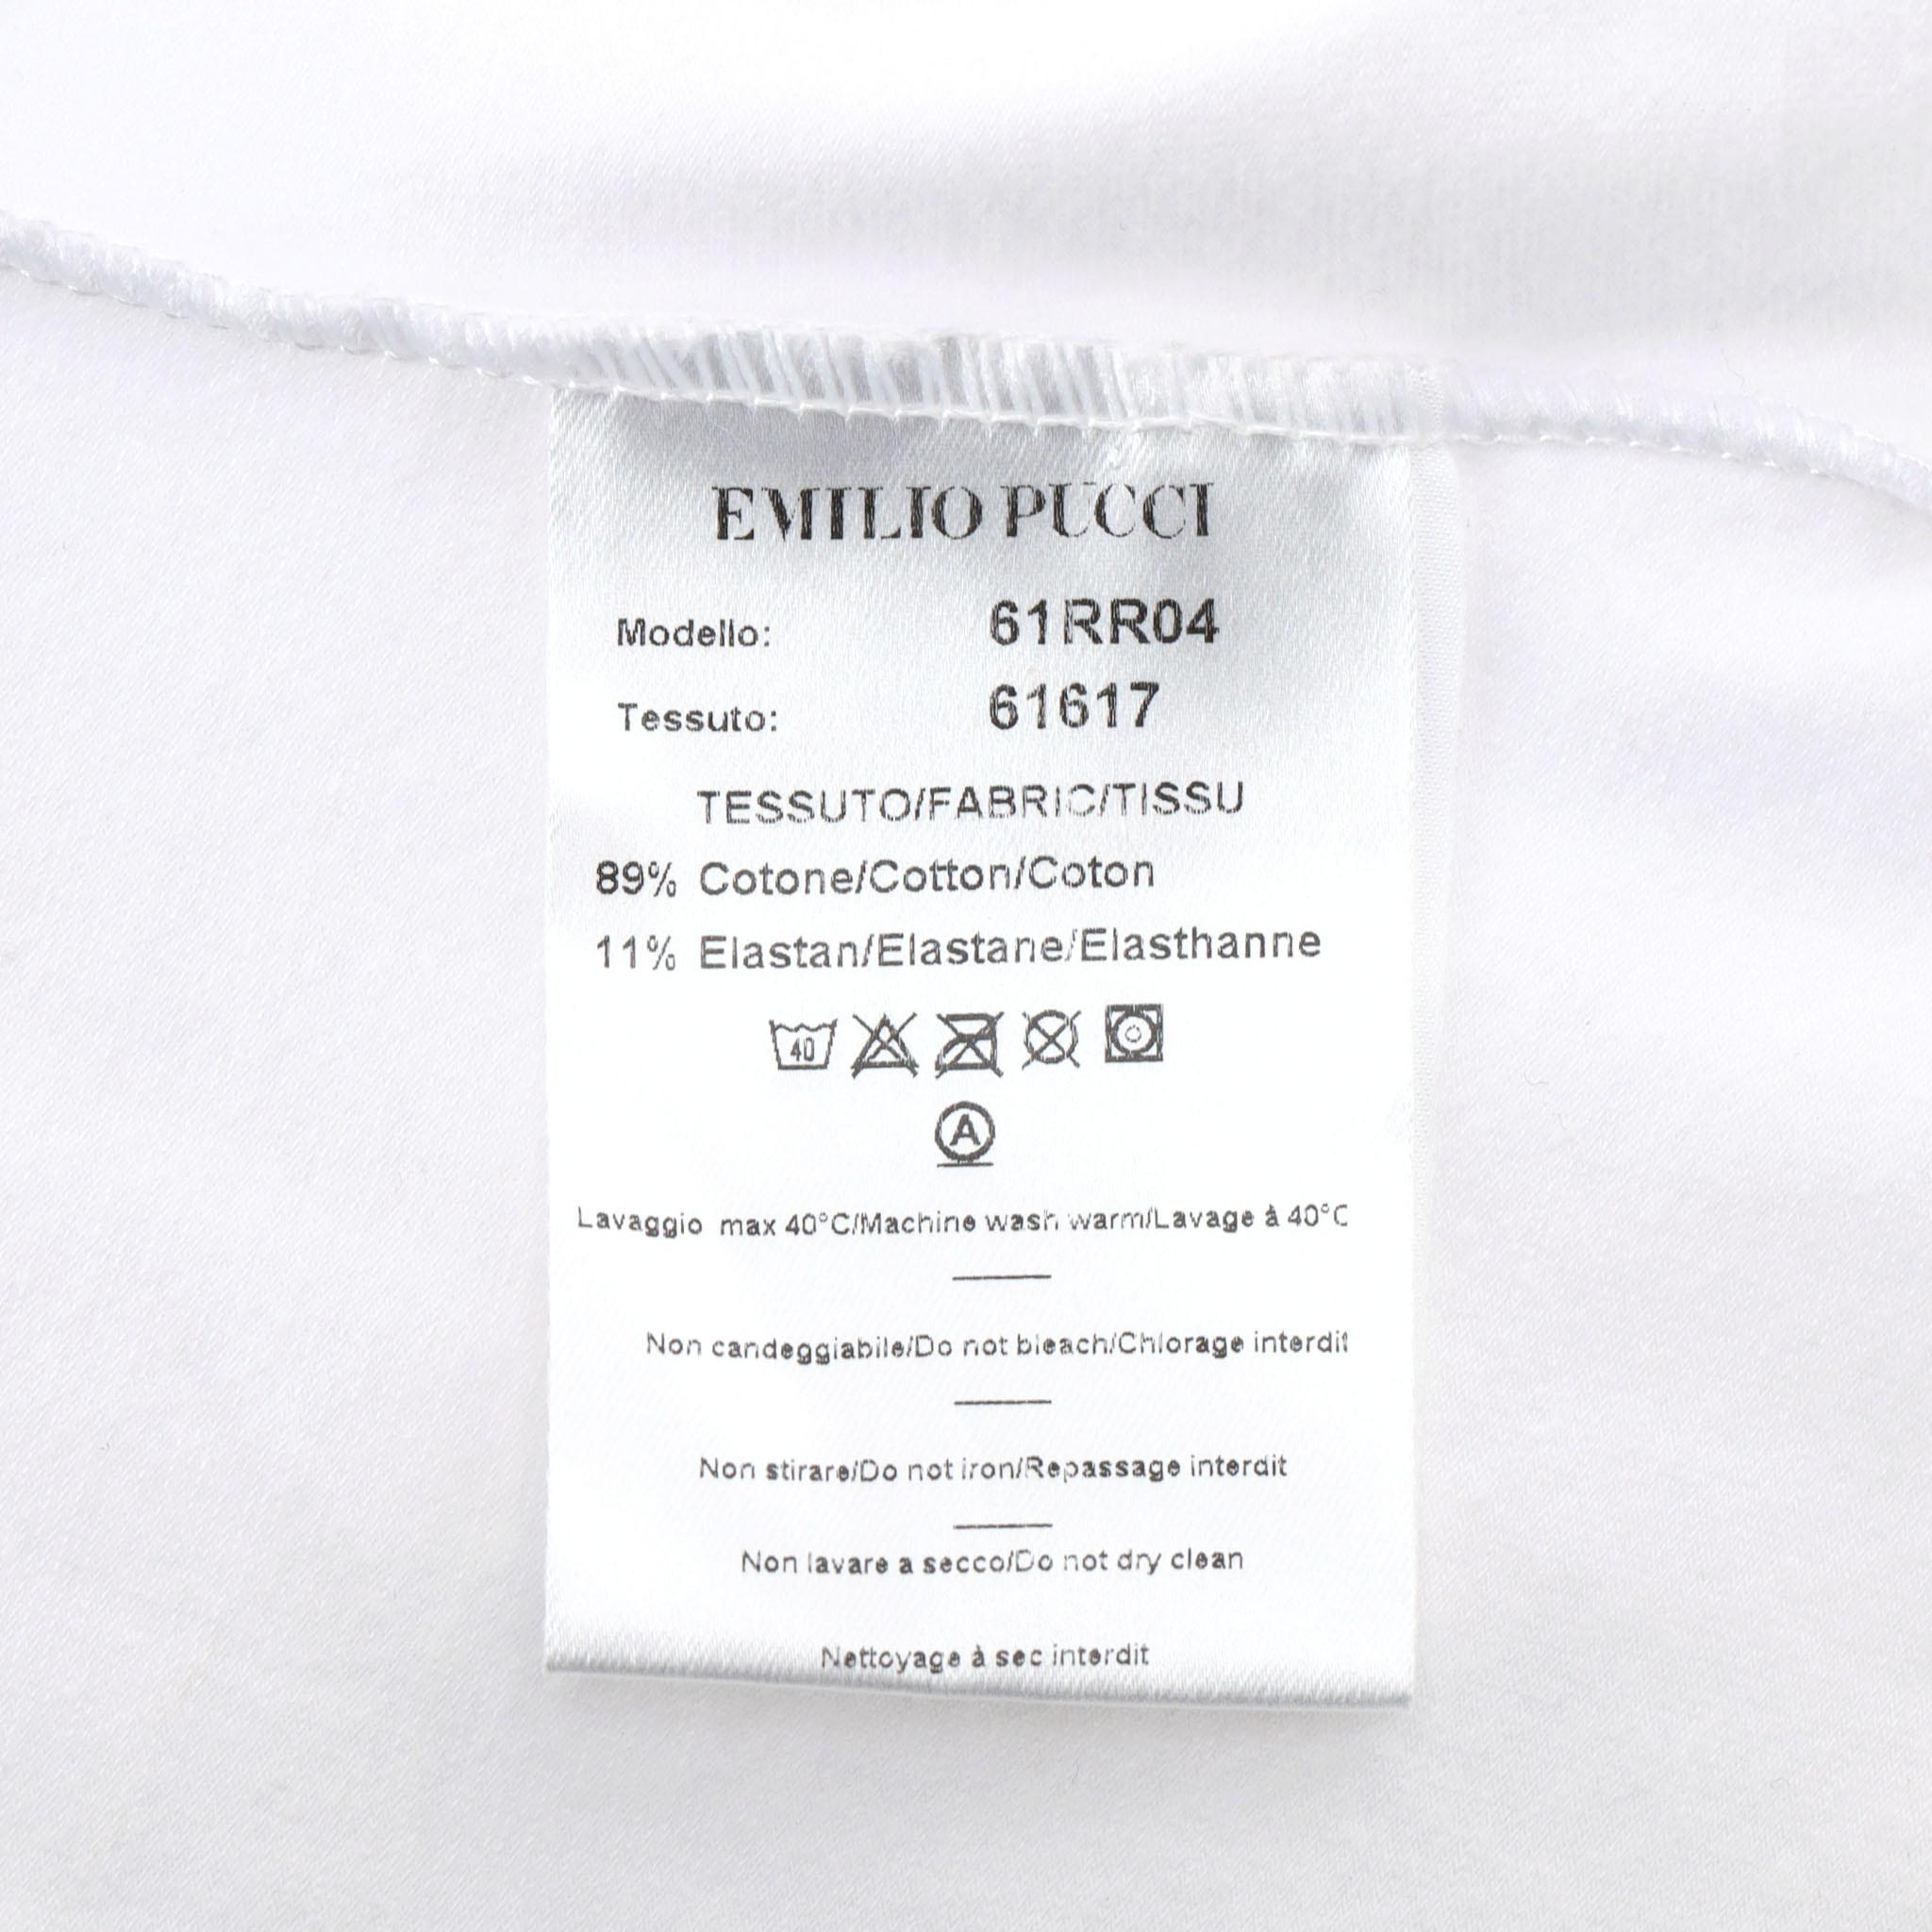 EMILIO PUCCI
Modello: 61RR04
Tessuto: 61617
TESSUTO/FABRIC/TISSU
89% Cotone/Cotton/Coton
11% Elastan/Elastane/Elasthanne
40
A
Lavaggio max 40°C/Machine wash warm/Lavage à 40°C
Non candeggiabile/Do not bleach/Chlorage interdit
Non stirare/Do not iron/Repassage interdit
Non lavare a secco/Do not dry clean
Nettoyage à sec interdit